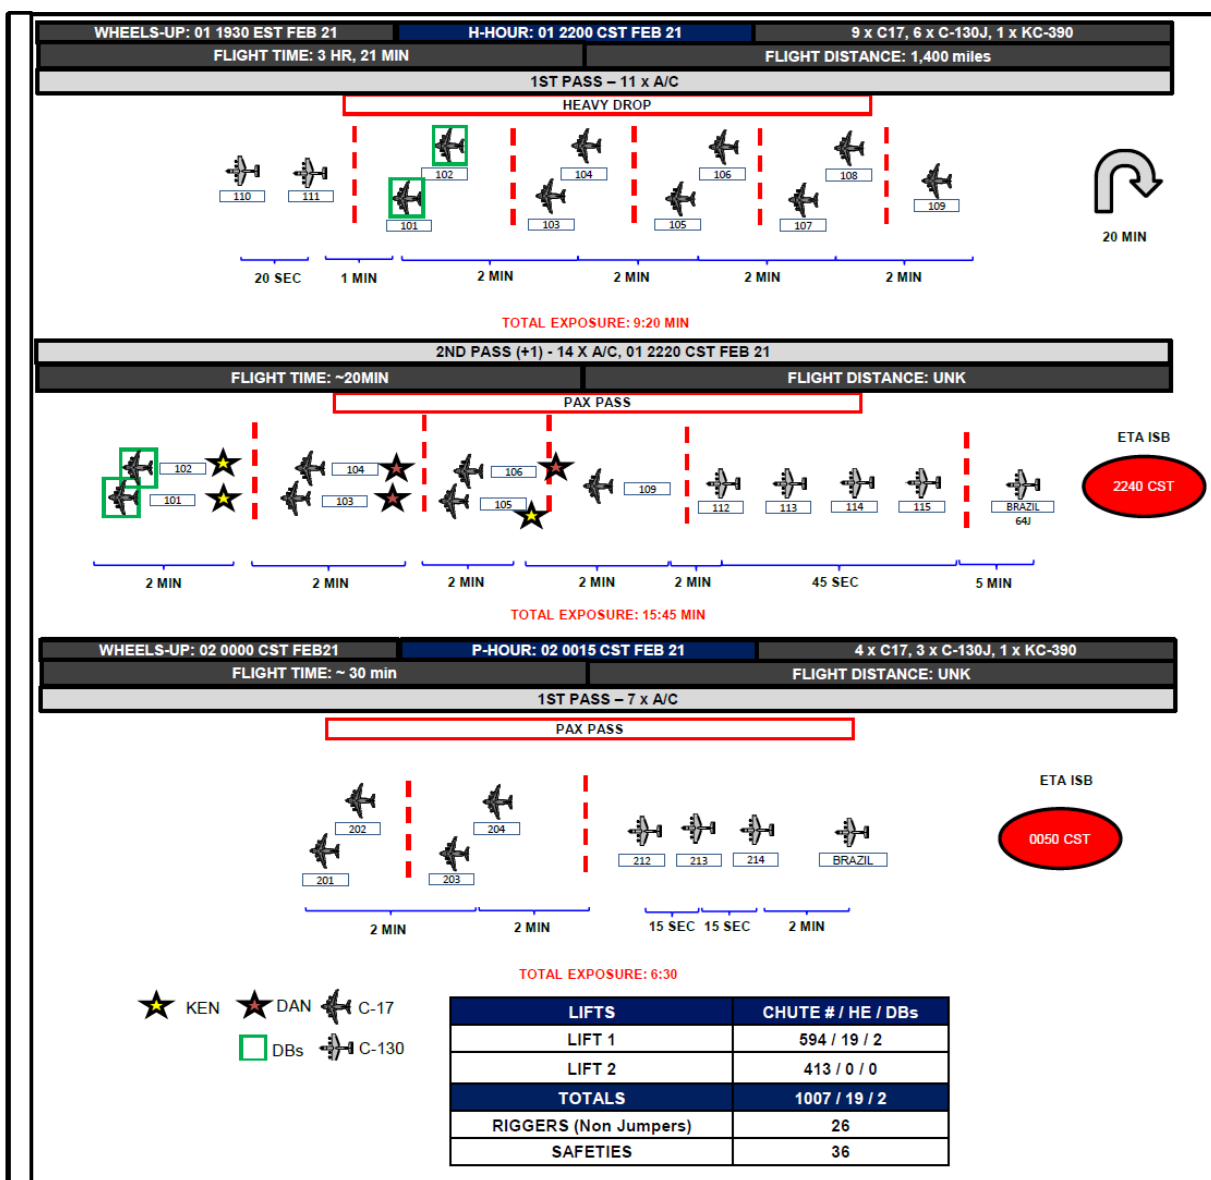 WHEELS-UP: 01 1930 EST FEB 21 H-HOUR: 01 2200 CST FEB 21 9 x C17, 6 x C-130J, 1 x KC-390
FLIGHT TIME: 3 HR, 21 MIN FLIGHT DISTANCE: 1,400 miles
1ST PASS – 11 x A/C
HEAVY DROP
102 104 106 108
110 111 101 103 105 107 109
20 MIN
20 SEC 1 MIN 2 MIN 2 MIN 2 MIN 2 MIN
TOTAL EXPOSURE: 9:20 MIN
2ND PASS (+1) - 14 X A/C, 01 2220 CST FEB 21
FLIGHT TIME: ~20MIN FLIGHT DISTANCE: UNK
PAX PASS
ETA ISB
102 104 106
101 103 105 109 112 113 114 115 BRAZIL
64J
2240 CST
2 MIN 2 MIN 2 MIN 2 MIN 2 MIN 45 SEC 5 MIN
TOTAL EXPOSURE: 15:45 MIN
WHEELS-UP: 02 0000 CST FEB21 P-HOUR: 02 0015 CST FEB 21 4 x C17, 3 x C-130J, 1 x KC-390
FLIGHT TIME: ~ 30 min FLIGHT DISTANCE: UNK
1ST PASS – 7 x A/C
PAX PASS
ETA ISB
202 204
201 203 212 213 214 BRAZIL
0050 CST
2 MIN 2 MIN 15 SEC 15 SEC 2 MIN
TOTAL EXPOSURE: 6:30
KEN DAN C-17
DBs C-130
LIFTS CHUTE # / HE / DBs
LIFT 1 594 / 19 / 2
LIFT 2 413 / 0 / 0
TOTALS 1007 / 19 / 2
RIGGERS (Non Jumpers) 26
SAFETIES 36